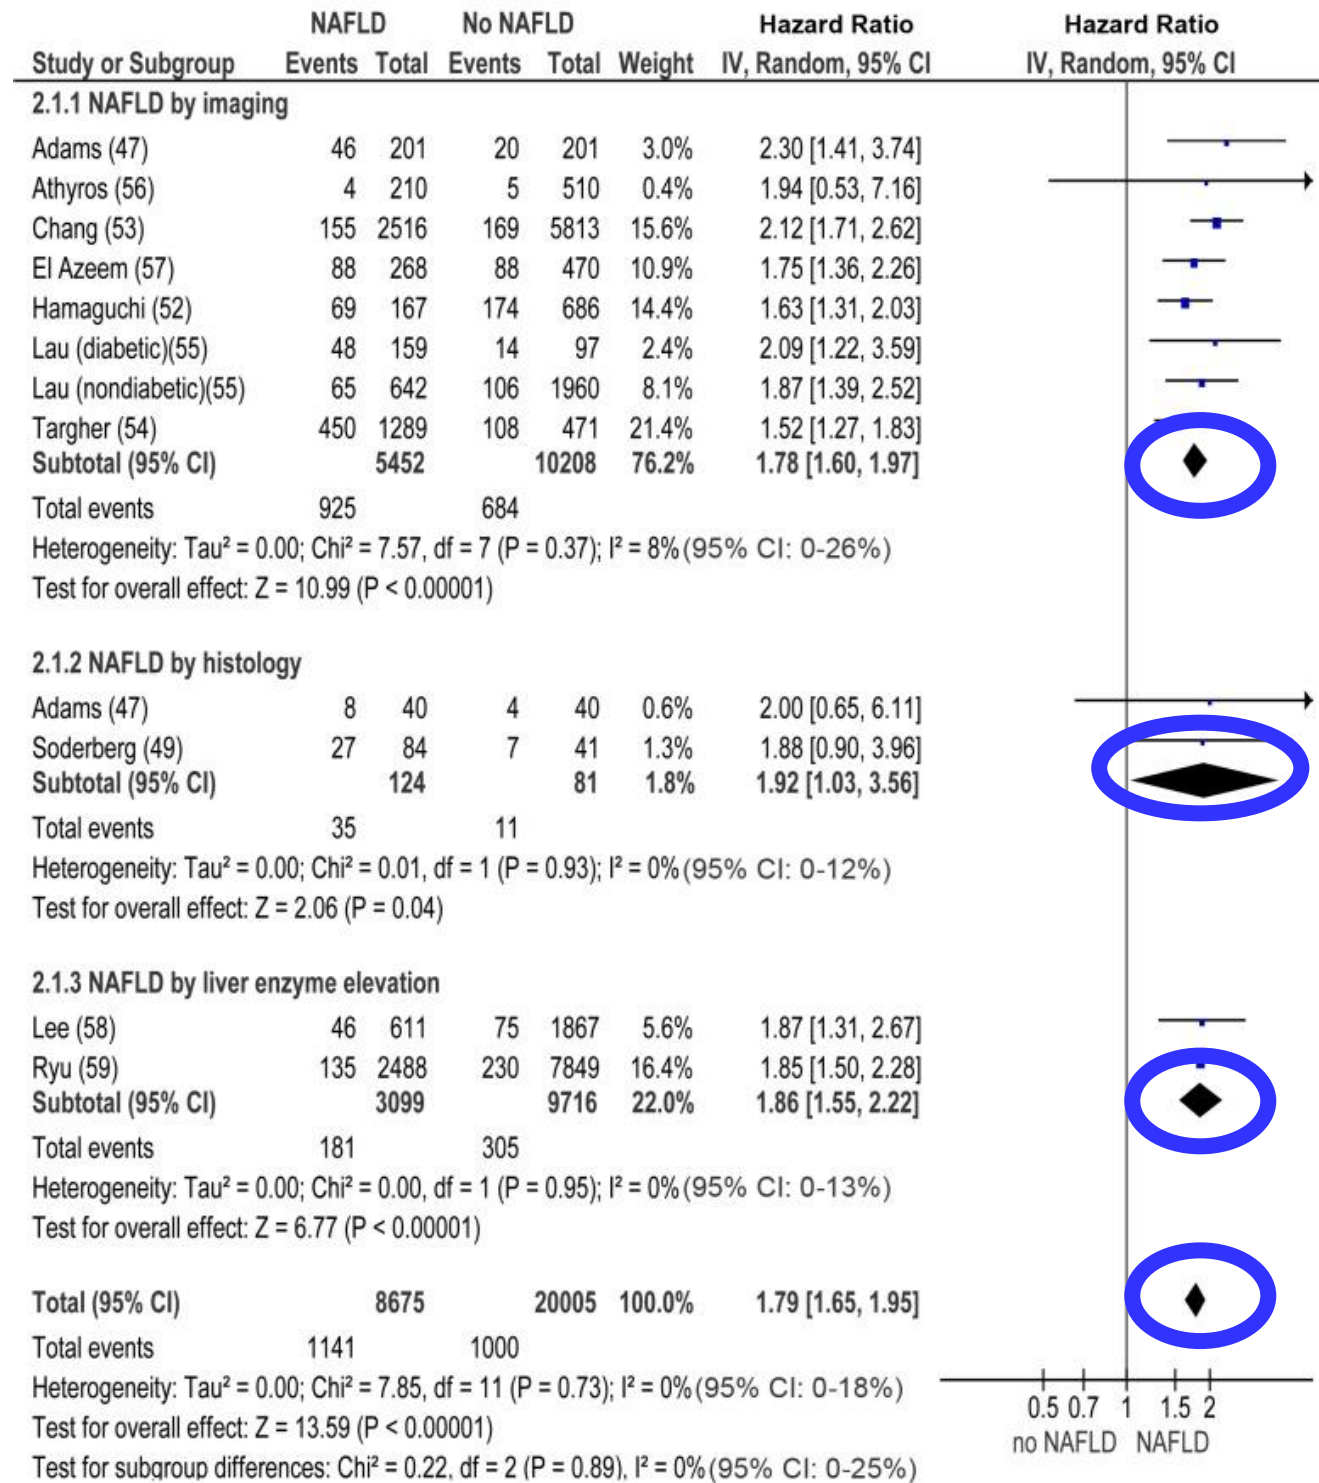 NAFLD No NAFLD Hazard Ratio Hazard Ratio
Study or Subgroup Events Total Events Total Weight IV, Random, 95% CI IV, Random, 95% CI
2.1.1 NAFLD by imaging
Adams (47) 46 201 20 201 3.0% 2.30 [1.41, 3.74]
Athyros (56) 4 210 5 510 0.4% 1.94 [0.53, 7.16]
Chang (53) 155 2516 169 5813 15.6% 2.12 [1.71, 2.62]
El Azeem (57) 88 268 88 470 10.9% 1.75 [1.36, 2.26]
Hamaguchi (52) 69 167 174 686 14.4% 1.63 [1.31, 2.03]
Lau (diabetic)(55) 48 159 14 97 2.4% 2.09 [1.22, 3.59]
Lau (nondiabetic)(55) 65 642 106 1960 8.1% 1.87 [1.39, 2.52]
Targher (54) 450 1289 108 471 21.4% 1.52 [1.27, 1.83]
Subtotal (95% CI) 5452 10208 76.2% 1.78 [1.60, 1.97]
Total events 925 684
Heterogeneity: Tau² = 0.00; Chi² = 7.57, df = 7 (P = 0.37); I² = 8% (95% CI: 0-26%)
Test for overall effect: Z = 10.99 (P < 0.00001)
2.1.2 NAFLD by histology
Adams (47) 8 40 4 40 0.6% 2.00 [0.65, 6.11]
Soderberg (49) 27 84 7 41 1.3% 1.88 [0.90, 3.96]
Subtotal (95% CI) 124 81 1.8% 1.92 [1.03, 3.56]
Total events 35 11
Heterogeneity: Tau² = 0.00; Chi² = 0.01, df = 1 (P = 0.93); I² = 0% (95% CI: 0-12%)
Test for overall effect: Z = 2.06 (P = 0.04)
2.1.3 NAFLD by liver enzyme elevation
Lee (58) 46 611 75 1867 5.6% 1.87 [1.31, 2.67]
Ryu (59) 135 2488 230 7849 16.4% 1.85 [1.50, 2.28]
Subtotal (95% CI) 3099 9716 22.0% 1.86 [1.55, 2.22]
Total events 181 305
Heterogeneity: Tau² = 0.00; Chi² = 0.00, df = 1 (P = 0.95); I² = 0% (95% CI: 0-13%)
Test for overall effect: Z = 6.77 (P < 0.00001)
Total (95% CI) 8675 20005 100.0% 1.79 [1.65, 1.95]
Total events 1141 1000
Heterogeneity: Tau² = 0.00; Chi² = 7.85, df = 11 (P = 0.73); I² = 0% (95% CI: 0-18%)
Test for overall effect: Z = 13.59 (P < 0.00001)
Test for subgroup differences: Chi² = 0.22, df = 2 (P = 0.89), I² = 0% (95% CI: 0-25%)
0.5 0.7 1 1.5 2
no NAFLD NAFLD